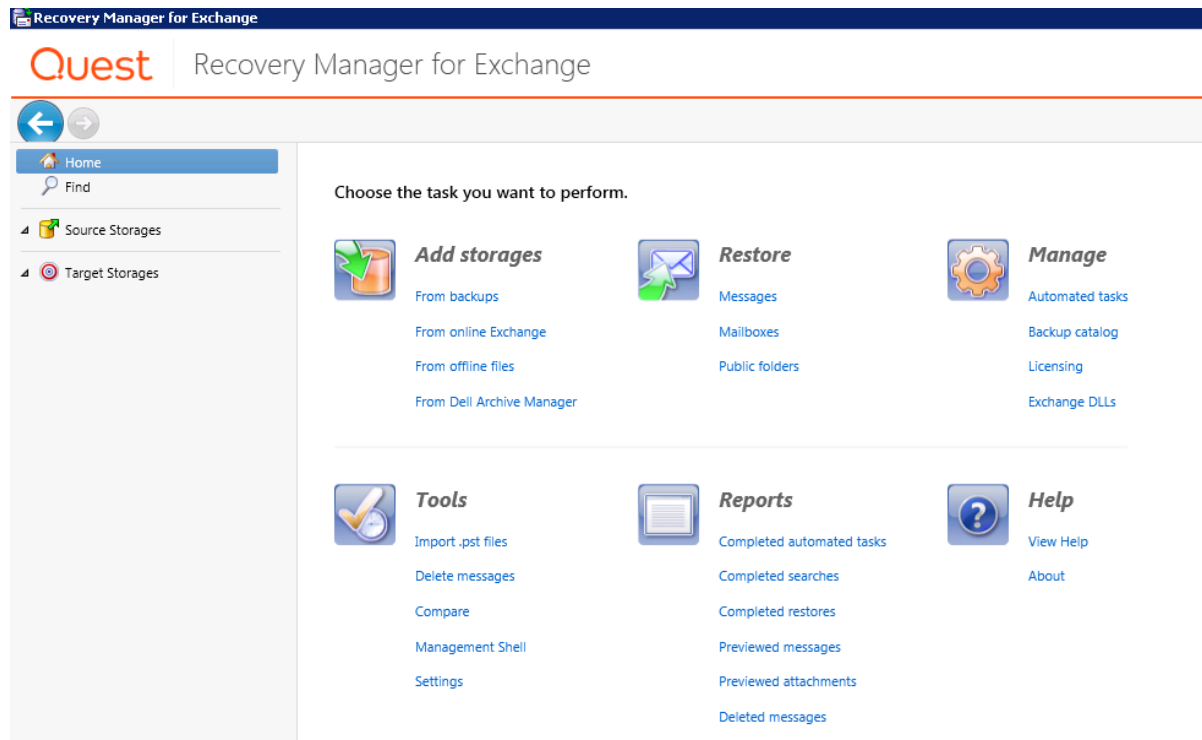 Recovery Manager for Exchange
Quest Recovery Manager for Exchange
Home
Find
Source Storages
Target Storages
Choose the task you want to perform.
Add storages
From backups
From online Exchange
From offline files
From Dell Archive Manager
Restore
Messages
Mailboxes
Public folders
Manage
Automated tasks
Backup catalog
Licensing
Exchange DLLs
Tools
Import .pst files
Delete messages
Compare
Management Shell
Settings
Reports
Completed automated tasks
Completed searches
Completed restores
Previewed messages
Previewed attachments
Deleted messages
Help
View Help
About